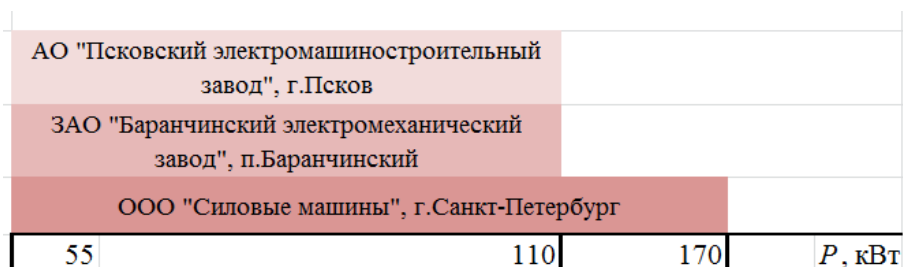 АО "Псковский электромашиностроительный
завод", г.Псков
ЗАО "Баранчинский электромеханический
завод", п.Баранчинский
ООО "Силовые машины", г.Санкт-Петербург
55 110 170 P, кВт